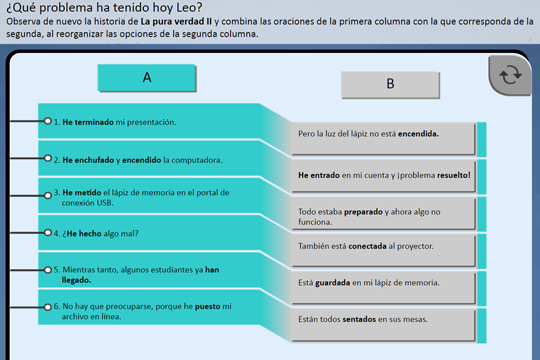 ¿Qué problema ha tenido hoy Leo?
Observa de nuevo la historia de La pura verdad II y combina las oraciones de la primera columna con la que corresponda de la
segunda, al reorganizar las opciones de la segunda columna.
A
B
1. He terminado mi presentación.
2. He enchufado y encendido la computadora.
3. He metido el lápiz de memoria en el portal de
conexión USB.
4. ¿He hecho algo mal?
5. Mientras tanto, algunos estudiantes ya han
llegado.
6. No hay que preocuparse, porque he puesto mi
archivo en línea.
Pero la luz del lápiz no está encendida.
He entrado en mi cuenta y ¡problema resuelto!
Todo estaba preparado y ahora algo no
funciona.
También está conectada al proyector.
Está guardada en mi lápiz de memoria.
Están todos sentados en sus mesas.